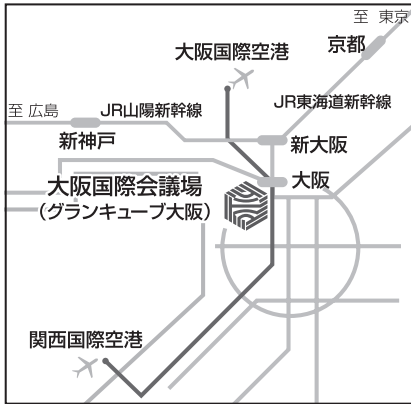 至 東京
大阪国際空港
京都
至 広島
JR山陽新幹線
JR東海道新幹線
新神戸
新大阪
大阪国際会議場
(グランキューブ大阪)
大阪
関西国際空港